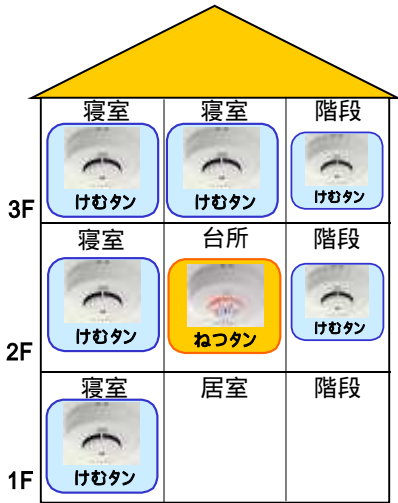 寝室 寝室 階段
けむタン けむタン けむタン
3F
寝室 台所 階段
けむタン ねつタン けむタン
2F
寝室 居室 階段
けむタン
1F